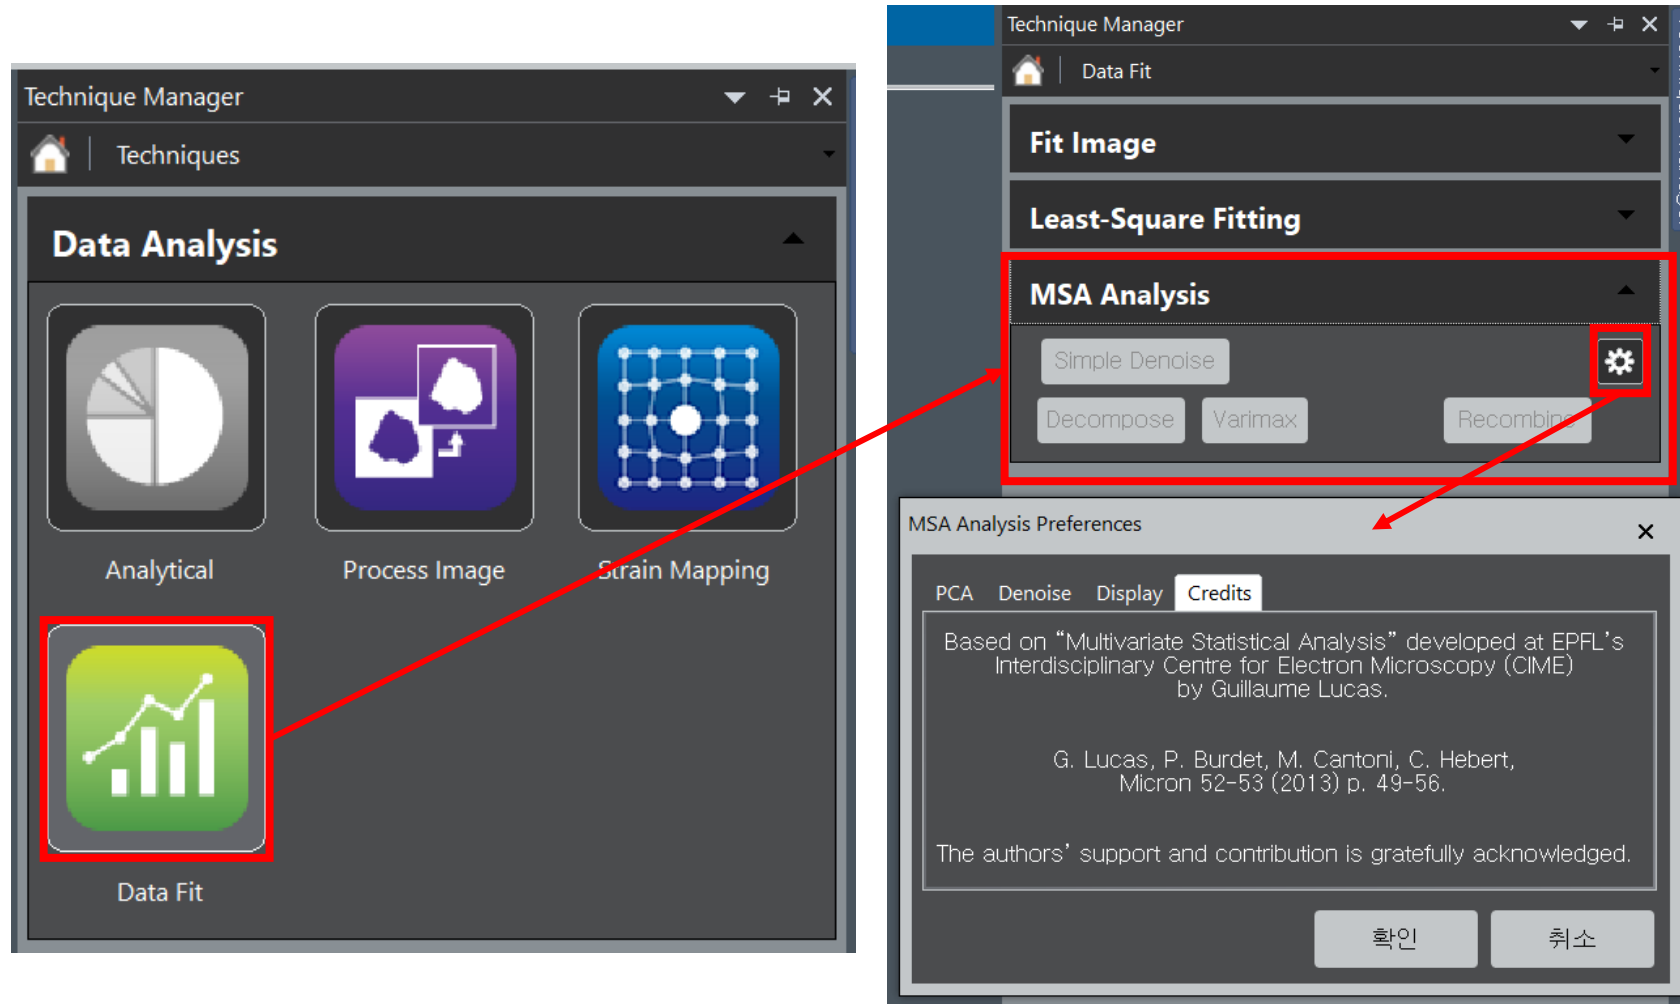 Technique Manager
Techniques
Data Analysis
Analytical
Process Image
Strain Mapping
Data Fit
Technique Manager
Data Fit
Fit Image
Least-Square Fitting
MSA Analysis
Simple Denoise
Decompose
Varimax
Recombine
MSA Analysis Preferences
PCA Denoise Display Credits
Based on “Multivariate Statistical Analysis” developed at EPFL’s
Interdisciplinary Centre for Electron Microscopy (CIME)
by Guillaume Lucas.
G. Lucas, P. Burdet, M. Cantoni, C. Hebert,
Micron 52-53 (2013) p. 49-56.
The authors’ support and contribution is gratefully acknowledged.
확인
취소